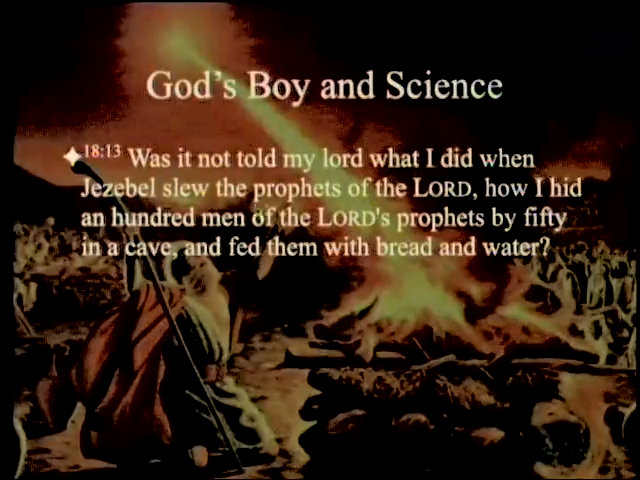 God's Boy and Science
18:13 Was it not told my lord what I did when
Jezebel slew the prophets of the LORD, how I hid
an hundred men of the LORD's prophets by fifty
in a cave, and fed them with bread and water?